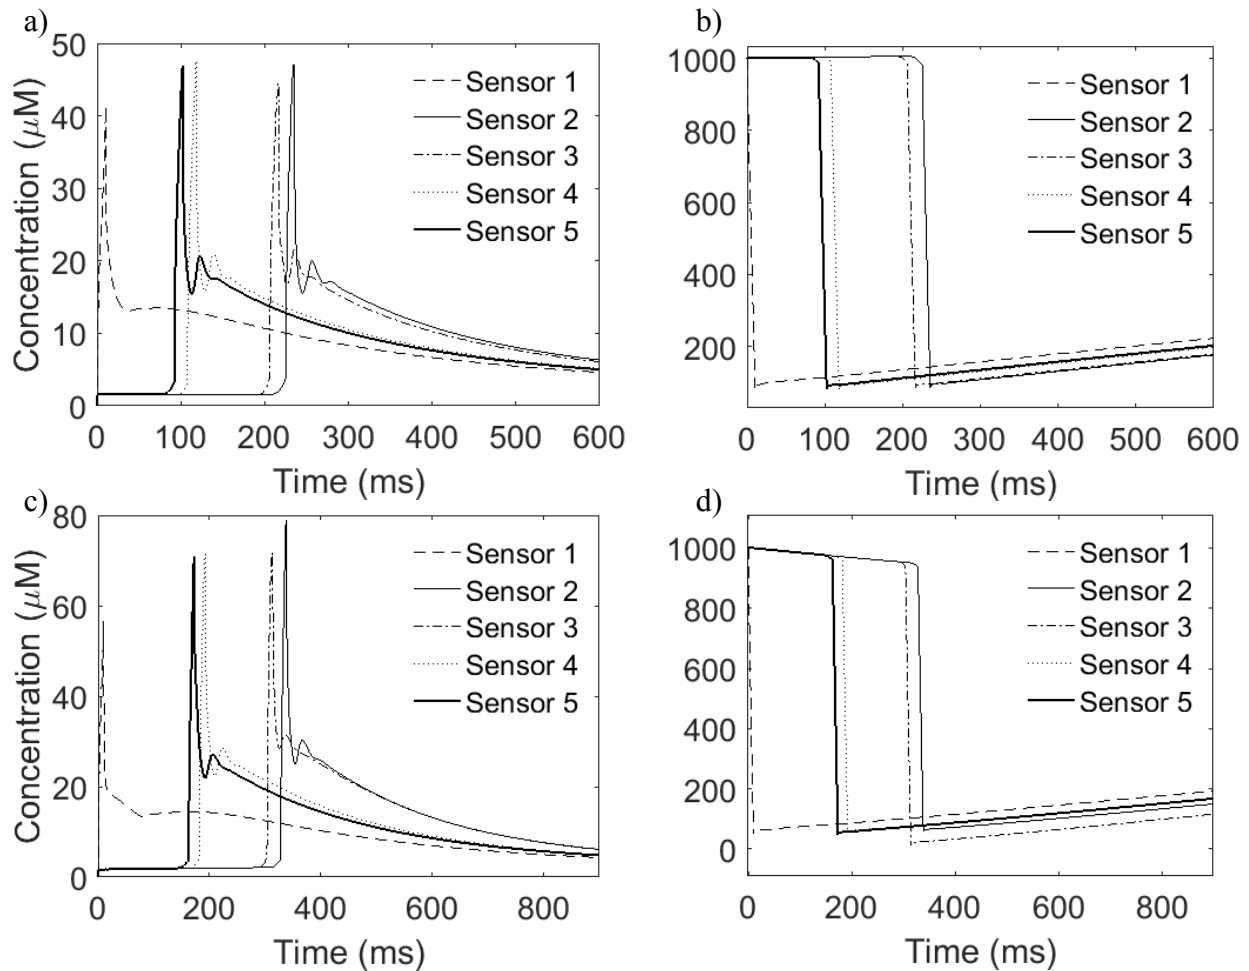 a)
50
40
30
20
10
0
Concentration (μM)
Sensor 1
Sensor 2
Sensor 3
Sensor 4
Sensor 5
0 100 200 300 400 500 600
Time (ms)
b)
1000
800
600
400
200
Sensor 1
Sensor 2
Sensor 3
Sensor 4
Sensor 5
0 100 200 300 400 500 600
Time (ms)
c)
80
60
40
20
0
Concentration (μM)
Sensor 1
Sensor 2
Sensor 3
Sensor 4
Sensor 5
0 200 400 600 800
Time (ms)
d)
1000
800
600
400
200
0
Sensor 1
Sensor 2
Sensor 3
Sensor 4
Sensor 5
0 200 400 600 800
Time (ms)